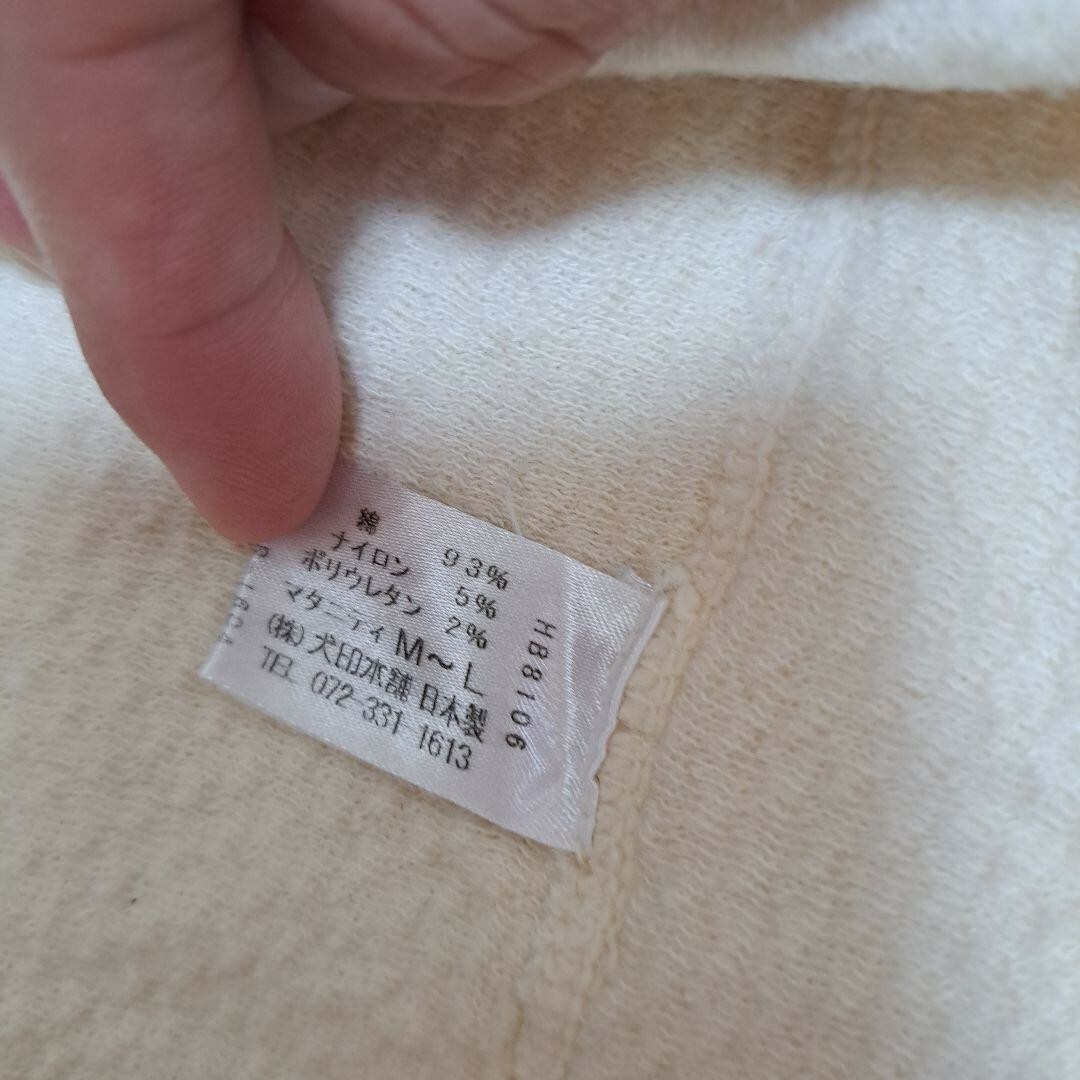 綿 93%
ナイロン 5%
ポリウレタン 2%
マタニティ M～L
(株)犬印本舗 日本製
TEL 072-331 1613
HB8106